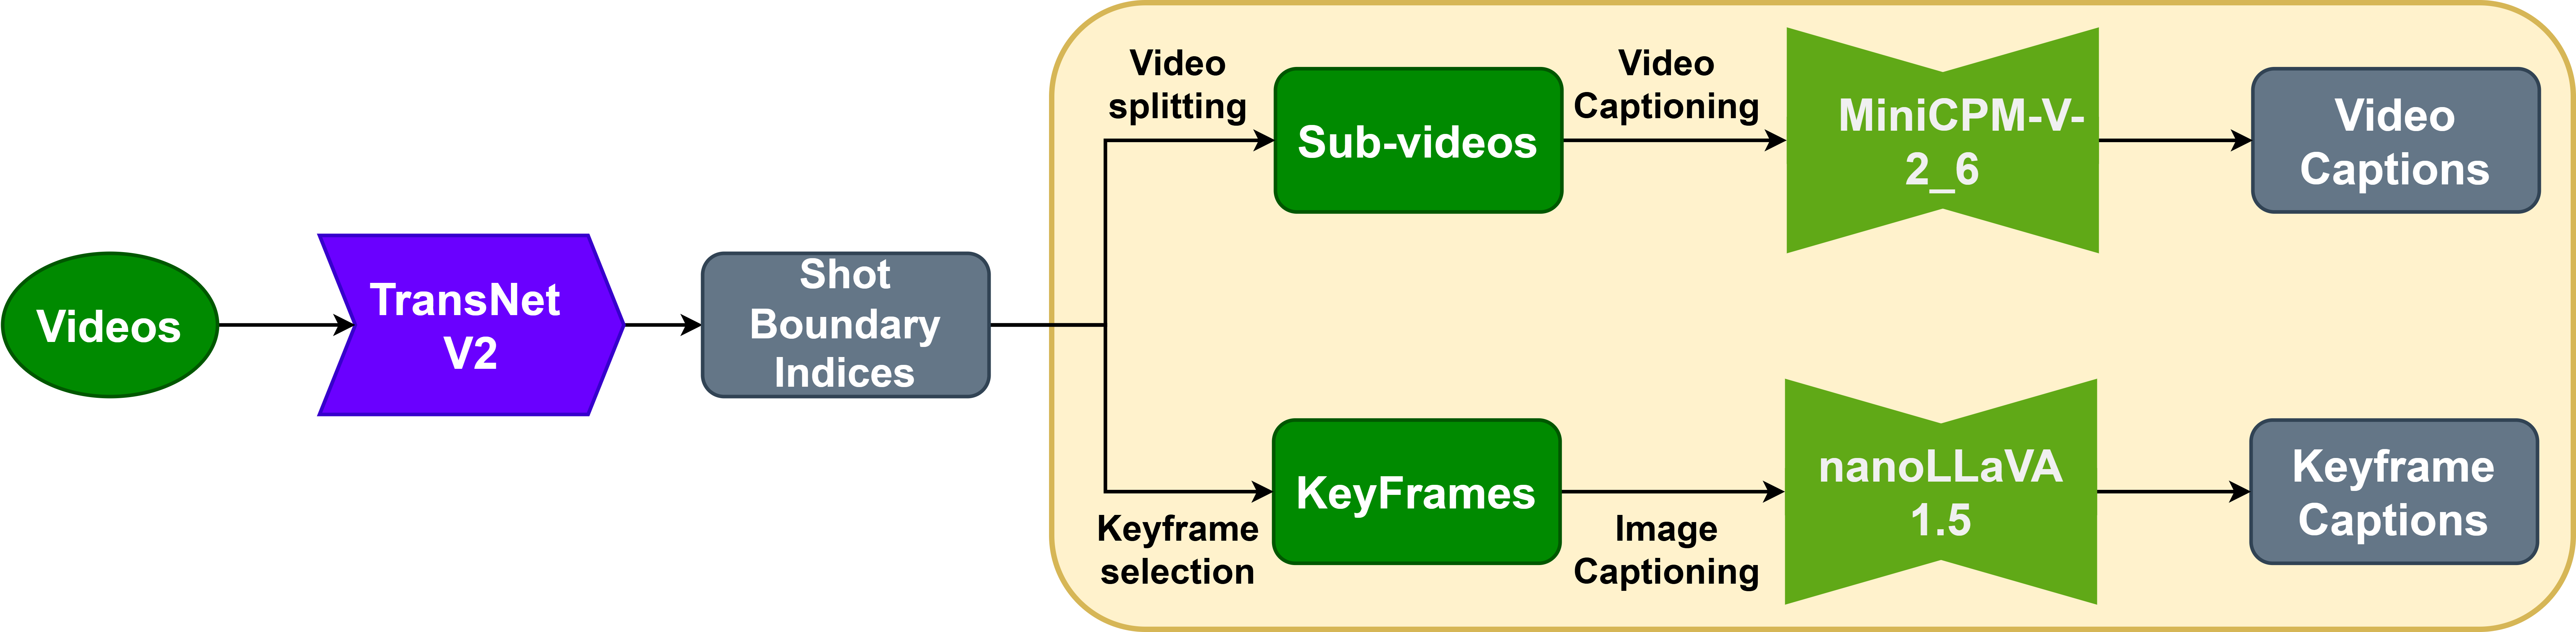 Videos
TransNet
V2
Shot
Boundary
Indices
Video
splitting
Sub-videos
Video
Captioning
MiniCPM-V-
2_6
Video
Captions
Keyframe
selection
KeyFrames
Image
Captioning
nanoLLaVA
1.5
Keyframe
Captions